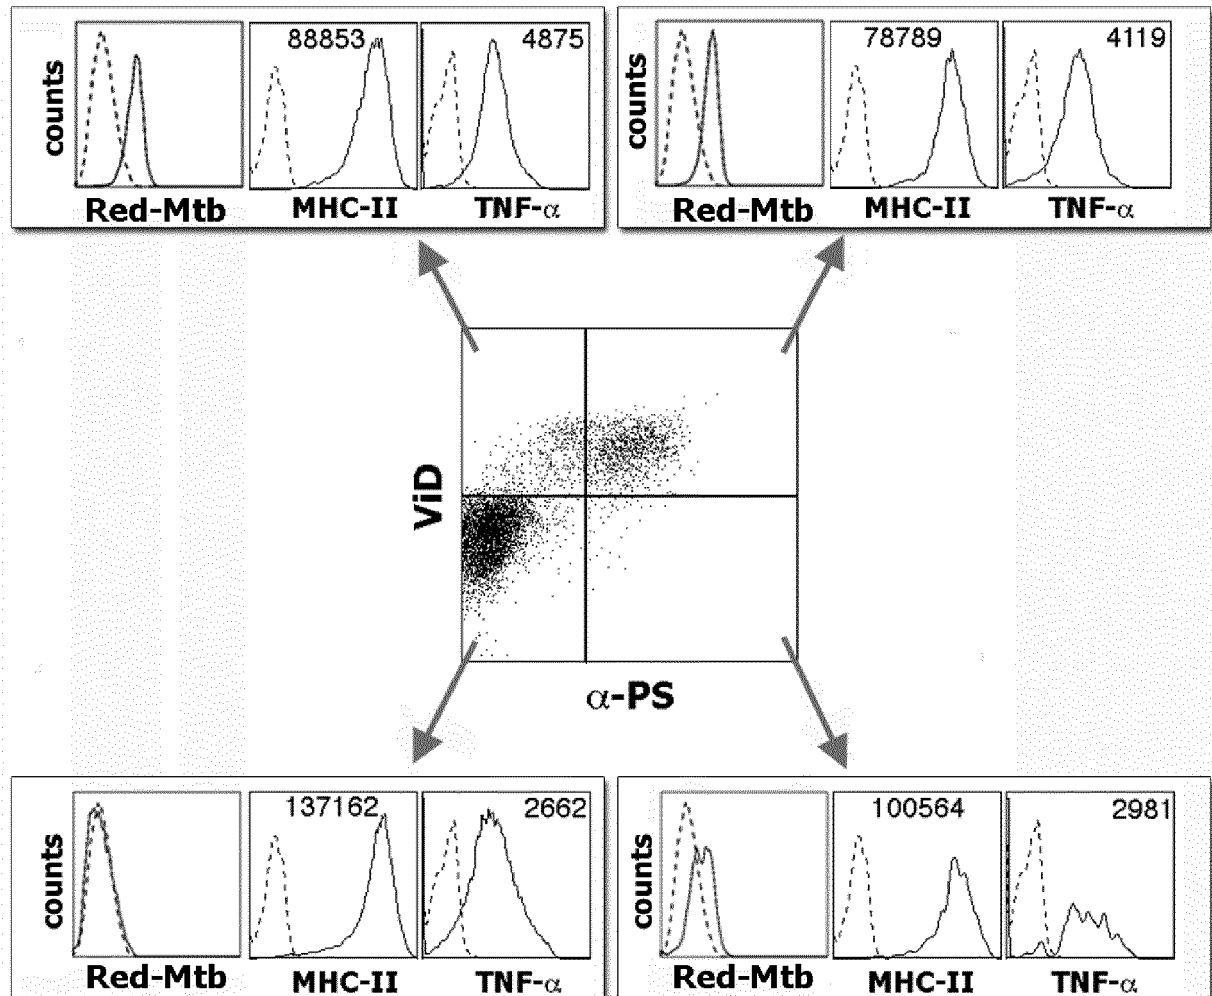 88853
4875
counts
Red-Mtb
MHC-II
TNF-α
78789
4119
counts
Red-Mtb
MHC-II
TNF-α
ViD
α-PS
137162
2662
counts
Red-Mtb
MHC-II
TNF-α
100564
2981
counts
Red-Mtb
MHC-II
TNF-α